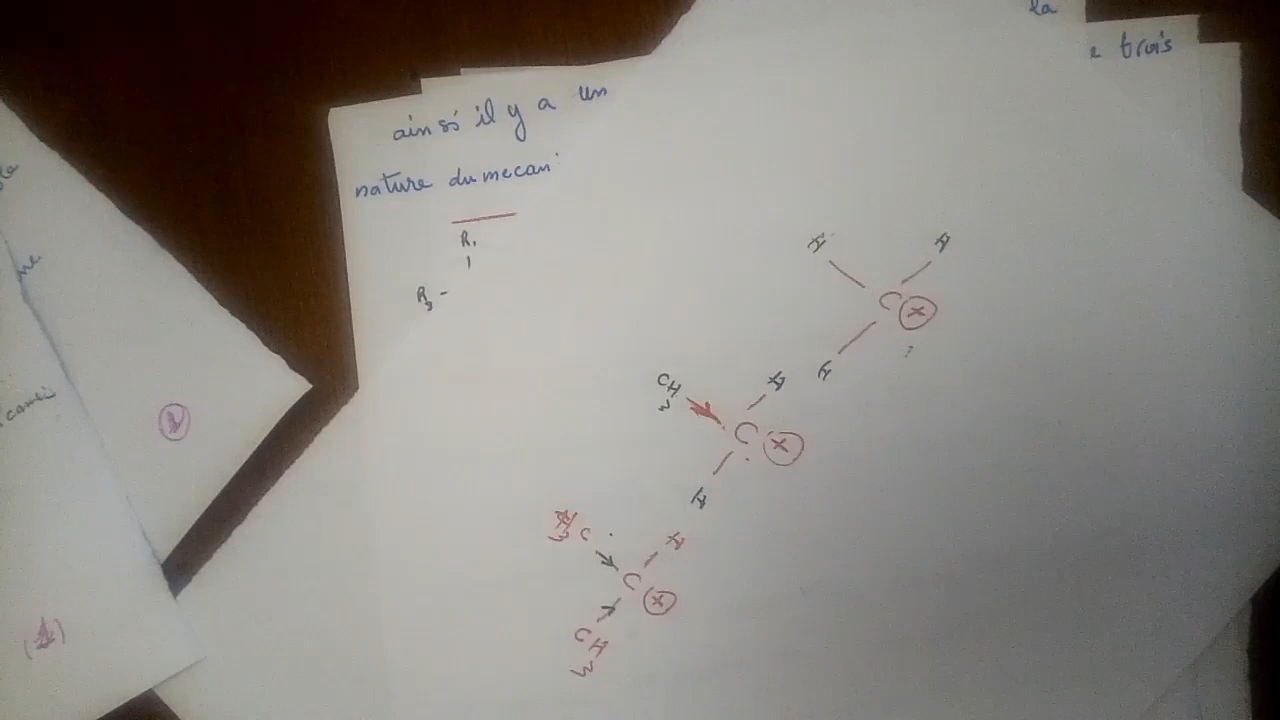 la
trois
ainsi il y a un
nature du mecani
R1
R3 -
H H
C +
H
CH3 H
C +
H
H3C H
C +
CH3